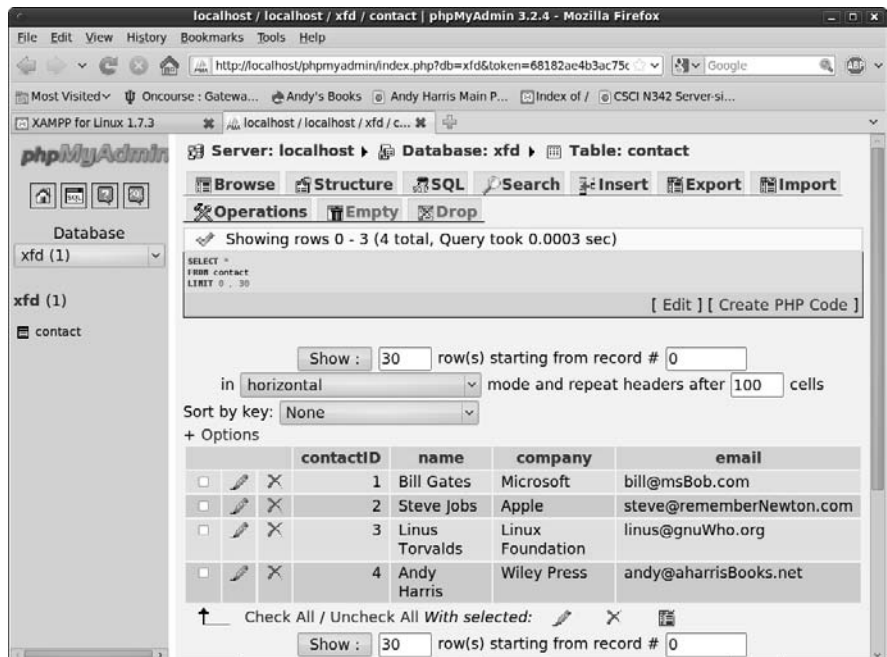 localhost / localhost / xfd / contact | phpMyAdmin 3.2.4 - Mozilla Firefox
File Edit View History Bookmarks Tools Help
http://localhost/phpmyadmin/index.php?db=xfd&token=68182ae4b3ac75c
Google
ABP
Most Visited Oncourse : Gatewa... Andy's Books Andy Harris Main P... Index of / CSCI N342 Server-si...
XAMPP for Linux 1.7.3 localhost / localhost / xfd / c...
phpMyAdmin
Server: localhost Database: xfd Table: contact
Browse Structure SQL Search Insert Export Import
Operations Empty Drop
SQL
Database
xfd (1)
xfd (1)
contact
Showing rows 0 - 3 (4 total, Query took 0.0003 sec)
SELECT *
FROM contact
LIMIT 0 , 30
[ Edit ] [ Create PHP Code ]
Show : 30 row(s) starting from record # 0
in horizontal mode and repeat headers after 100 cells
Sort by key: None
+ Options
contactID name company email
1 Bill Gates Microsoft bill@msBob.com
2 Steve Jobs Apple steve@rememberNewton.com
3 Linus Torvalds Linux Foundation linus@gnuWho.org
4 Andy Harris Wiley Press andy@aharrisBooks.net
Check All / Uncheck All With selected:
Show : 30 row(s) starting from record # 0